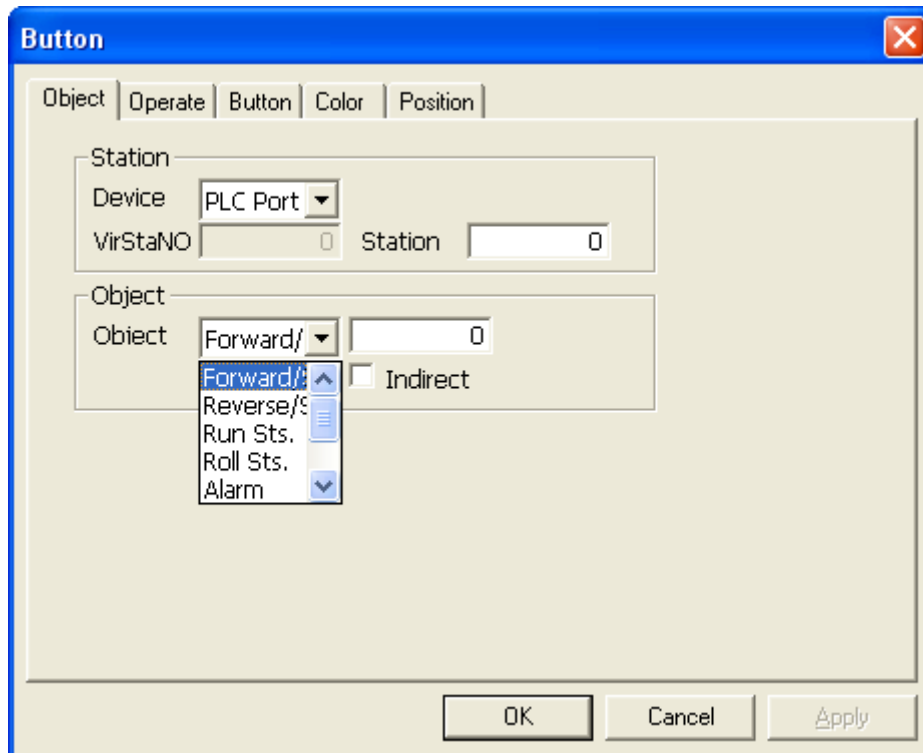 Button
Object Operate Button Color Position
Station
Device PLC Port
VirStaNO 0 Station 0
Object
Obiect Forward/ 0
Forward/S Indirect
Reverse/S
Run Sts.
Roll Sts.
Alarm
OK Cancel Apply